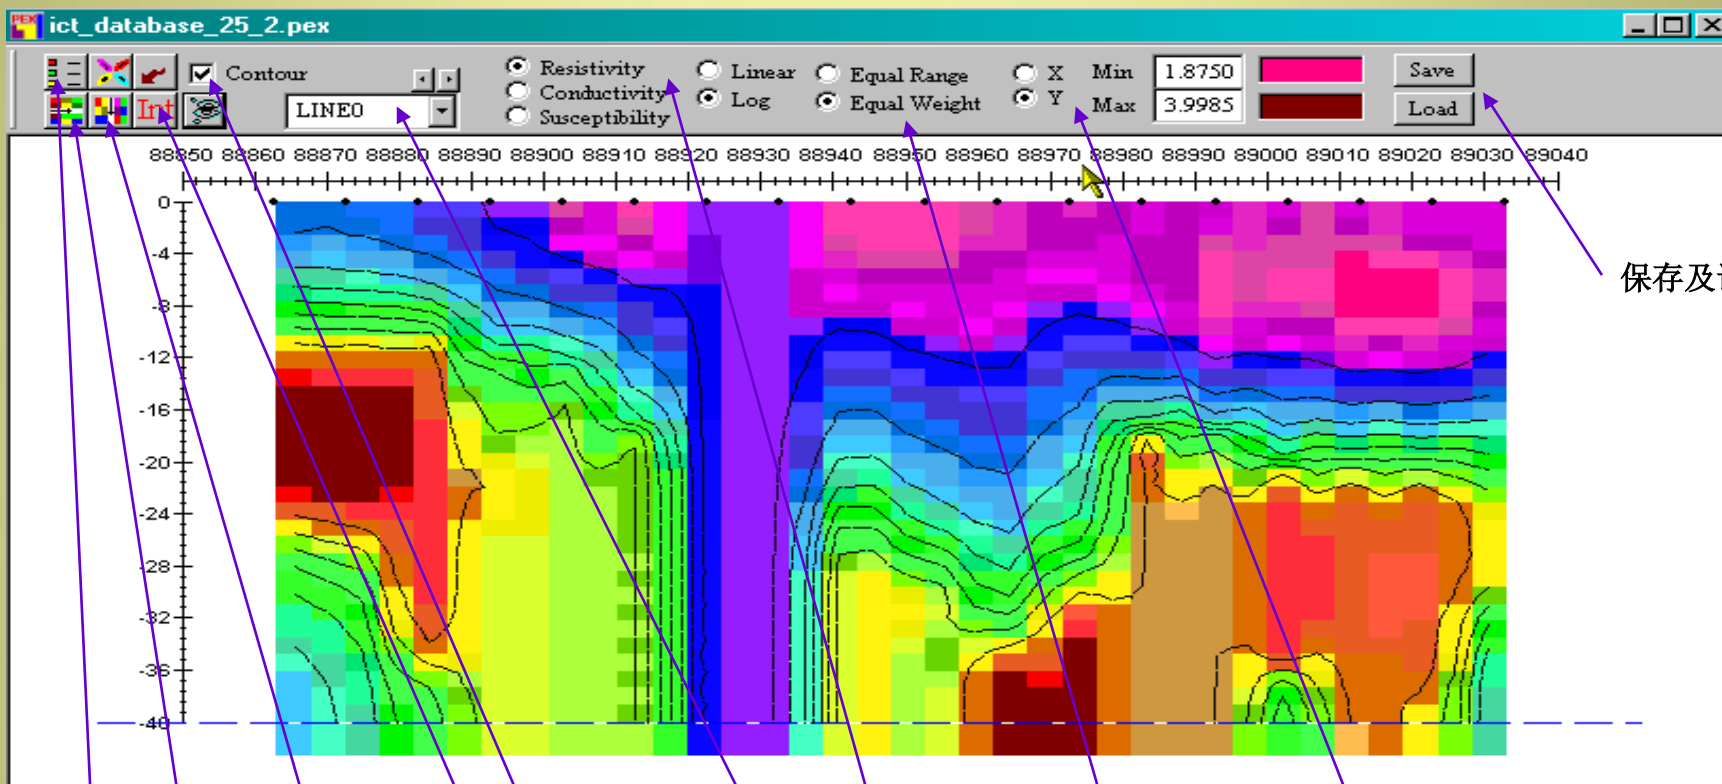 ict_database_25_2.pex
Contour
Int
LINE0
Resistivity
Conductivity
Susceptibility
Linear
Log
Equal Range
Equal Weight
X
Y
Min 1.8750
Max 3.9985
Save
Load
88850 88860 88870 88880 88890 88900 88910 88920 88930 88940 88950 88960 88970 88980 88990 89000 89010 89020 89030 89040
0
-4
-8
-12
-16
-20
-24
-28
-32
-36
-40
保存及